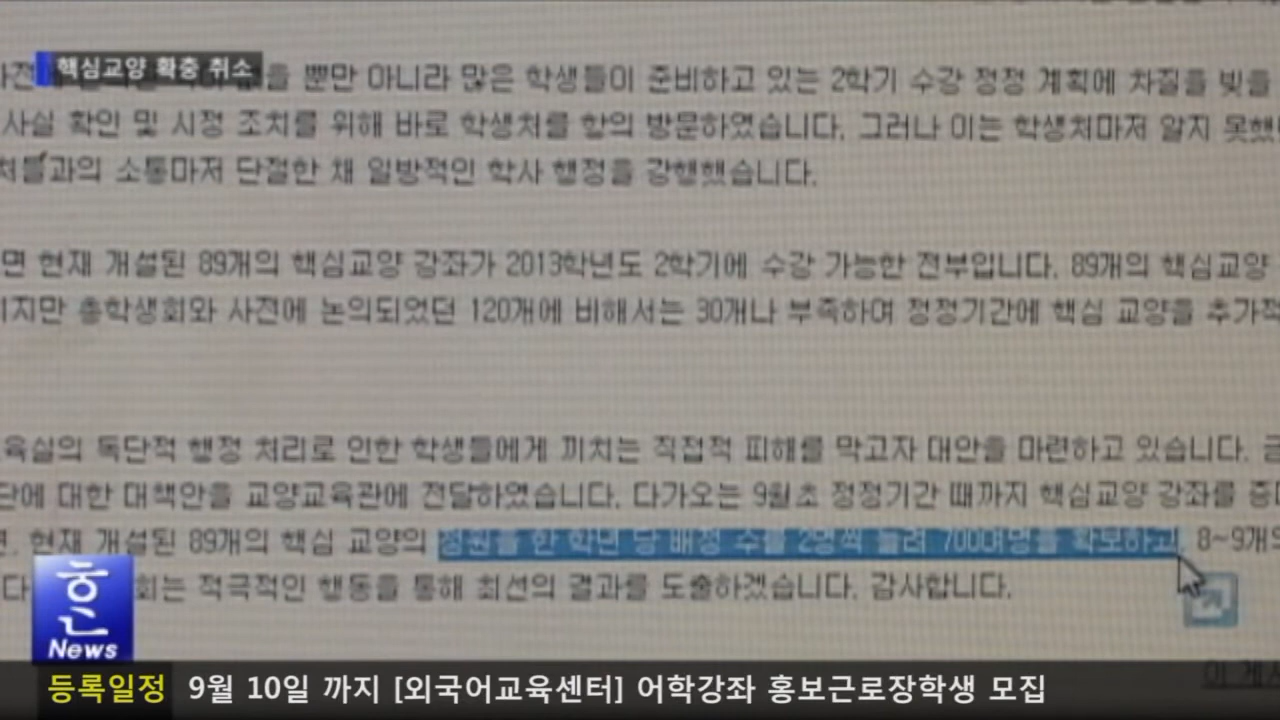 핵심교양 확충 취소
뿐만 아니라 많은 학생들이 준비하고 있는 2학기 수강 정정 계획에 차질을 빚을
사실 확인 및 시정 조치를 위해 바로 학생처를 항의 방문하였습니다. 그러나 이는 학생처마저 알지 못했
처들과의 소통마저 단절한 채 일방적인 학사 행정을 강행했습니다.
면 현재 개설된 89개의 핵심교양 강좌가 2013학년도 2학기에 수강 가능한 전부입니다. 89개의 핵심교양
지만 총학생회와 사전에 논의되었던 120개에 비해서는 30개나 부족하며 정정기간에 핵심 교양을 추가적
육실의 독단적 행정 처리로 인한 학생들에게 끼치는 직접적 피해를 막고자 대안을 마련하고 있습니다. 금
단에 대한 대책안을 교양교육관에 전달하였습니다. 다가오는 9월초 정정기간 때까지 핵심교양 강좌를 증
현재 개설된 89개의 핵심 교양의 정원을 한 학년 당 배정 수를 2명씩 늘려 700여명을 확보하고 8~9개의
다 회는 적극적인 행동을 통해 최선의 결과를 도출하겠습니다. 감사합니다.
훈
News
이 게시
등록일정 9월 10일 까지 [외국어교육센터] 어학강좌 홍보근로장학생 모집